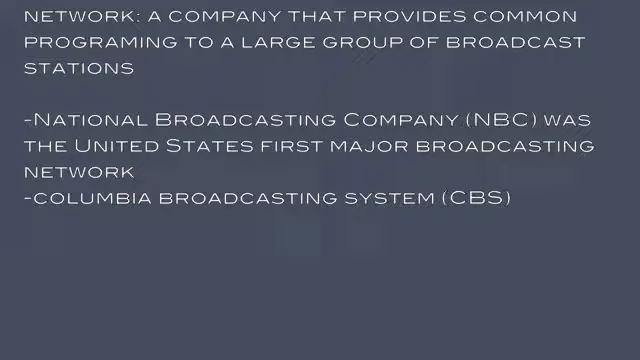 NETWORK: A COMPANY THAT PROVIDES COMMON
PROGRAMING TO A LARGE GROUP OF BROADCAST
STATIONS
-NATIONAL BROADCASTING COMPANY (NBC) WAS
THE UNITED STATES FIRST MAJOR BROADCASTING
NETWORK
-COLUMBIA BROADCASTING SYSTEM (CBS)